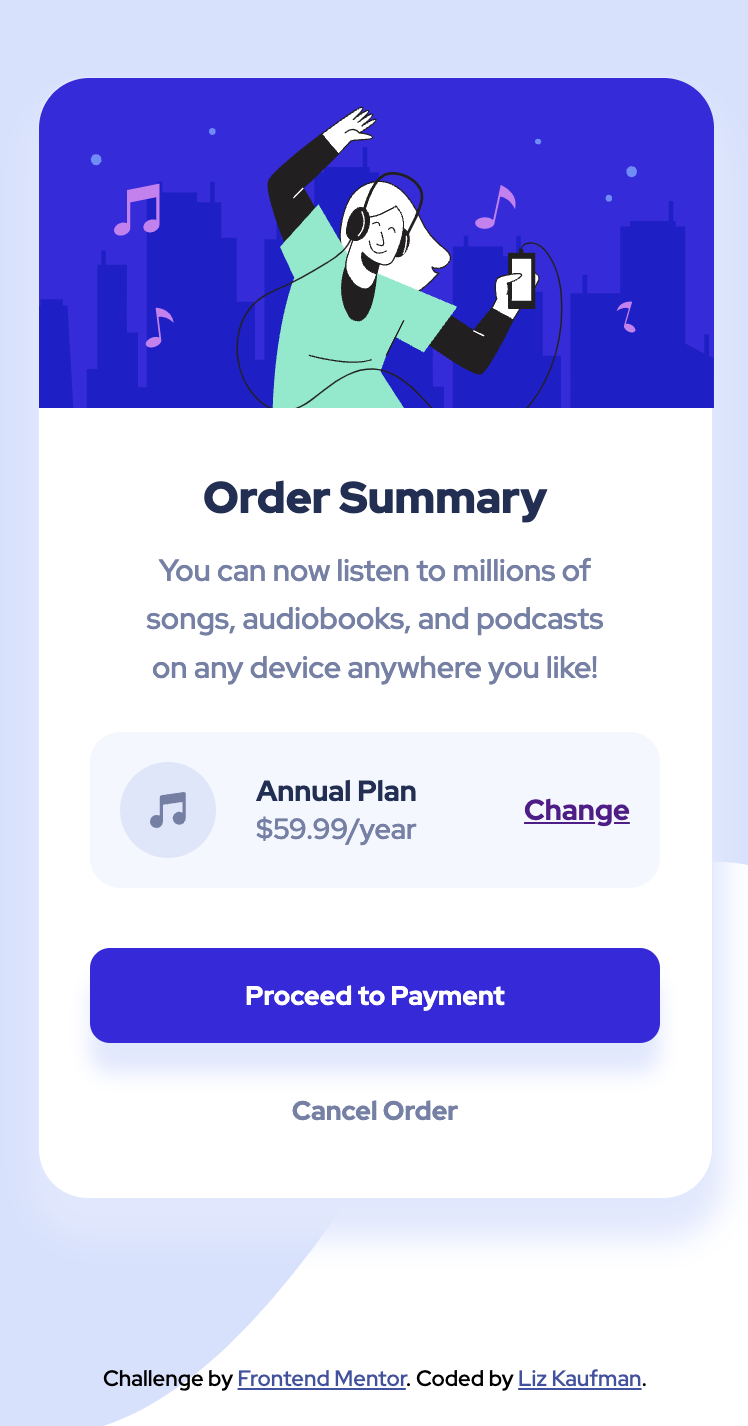 Order Summary
You can now listen to millions of
songs, audiobooks, and podcasts
on any device anywhere you like!
Annual Plan
$59.99/year
Change
Proceed to Payment
Cancel Order
Challenge by Frontend Mentor. Coded by Liz Kaufman.